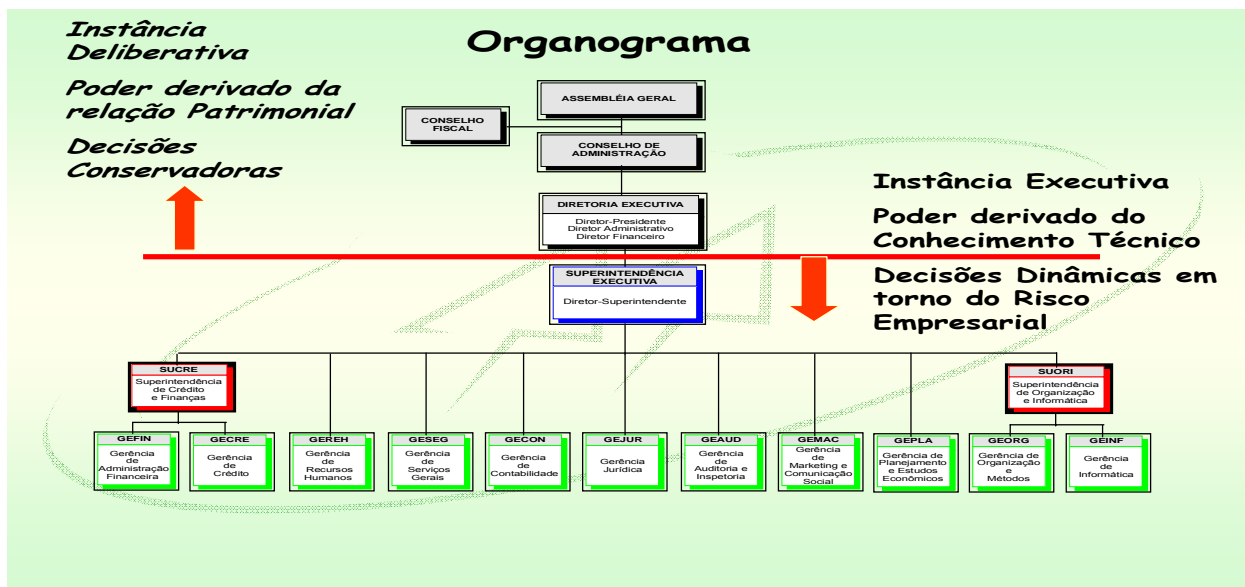 Organograma
Instância
Deliberativa
Poder derivado da
relação Patrimonial
Decisões
Conservadoras
ASSEMBLÉIA GERAL
CONSELHO
FISCAL
CONSELHO DE
ADMINISTRAÇÃO
DIRETORIA EXECUTIVA
Diretor-Presidente
Diretor Administrativo
Diretor Financeiro
Instância Executiva
Poder derivado do
Conhecimento Técnico
Decisões Dinâmicas em
torno do Risco
Empresarial
SUPERINTENDÊNCIA
EXECUTIVA
Diretor-Superintendente
SUCRE
Superintendência
de Crédito
e Finanças
SUORI
Superintendência
de Organização
e Informática
GEFIN
Gerência
de
Administração
Financeira
GECRE
Gerência
de
Crédito
GEREH
Gerência
de
Recursos
Humanos
GESEG
Gerência
de
Serviços
Gerais
GECON
Gerência
de
Contabilidade
GEJUR
Gerência
Jurídica
GEAUD
Gerência
de
Auditoria e
Inspetoria
GEMAC
Gerência
de
Marketing e
Comunicação
Social
GEPLA
Gerência de
Planejamento
e Estudos
Econômicos
GEORG
Gerência de
Organização
e
Métodos
GEINF
Gerência
de
Informática